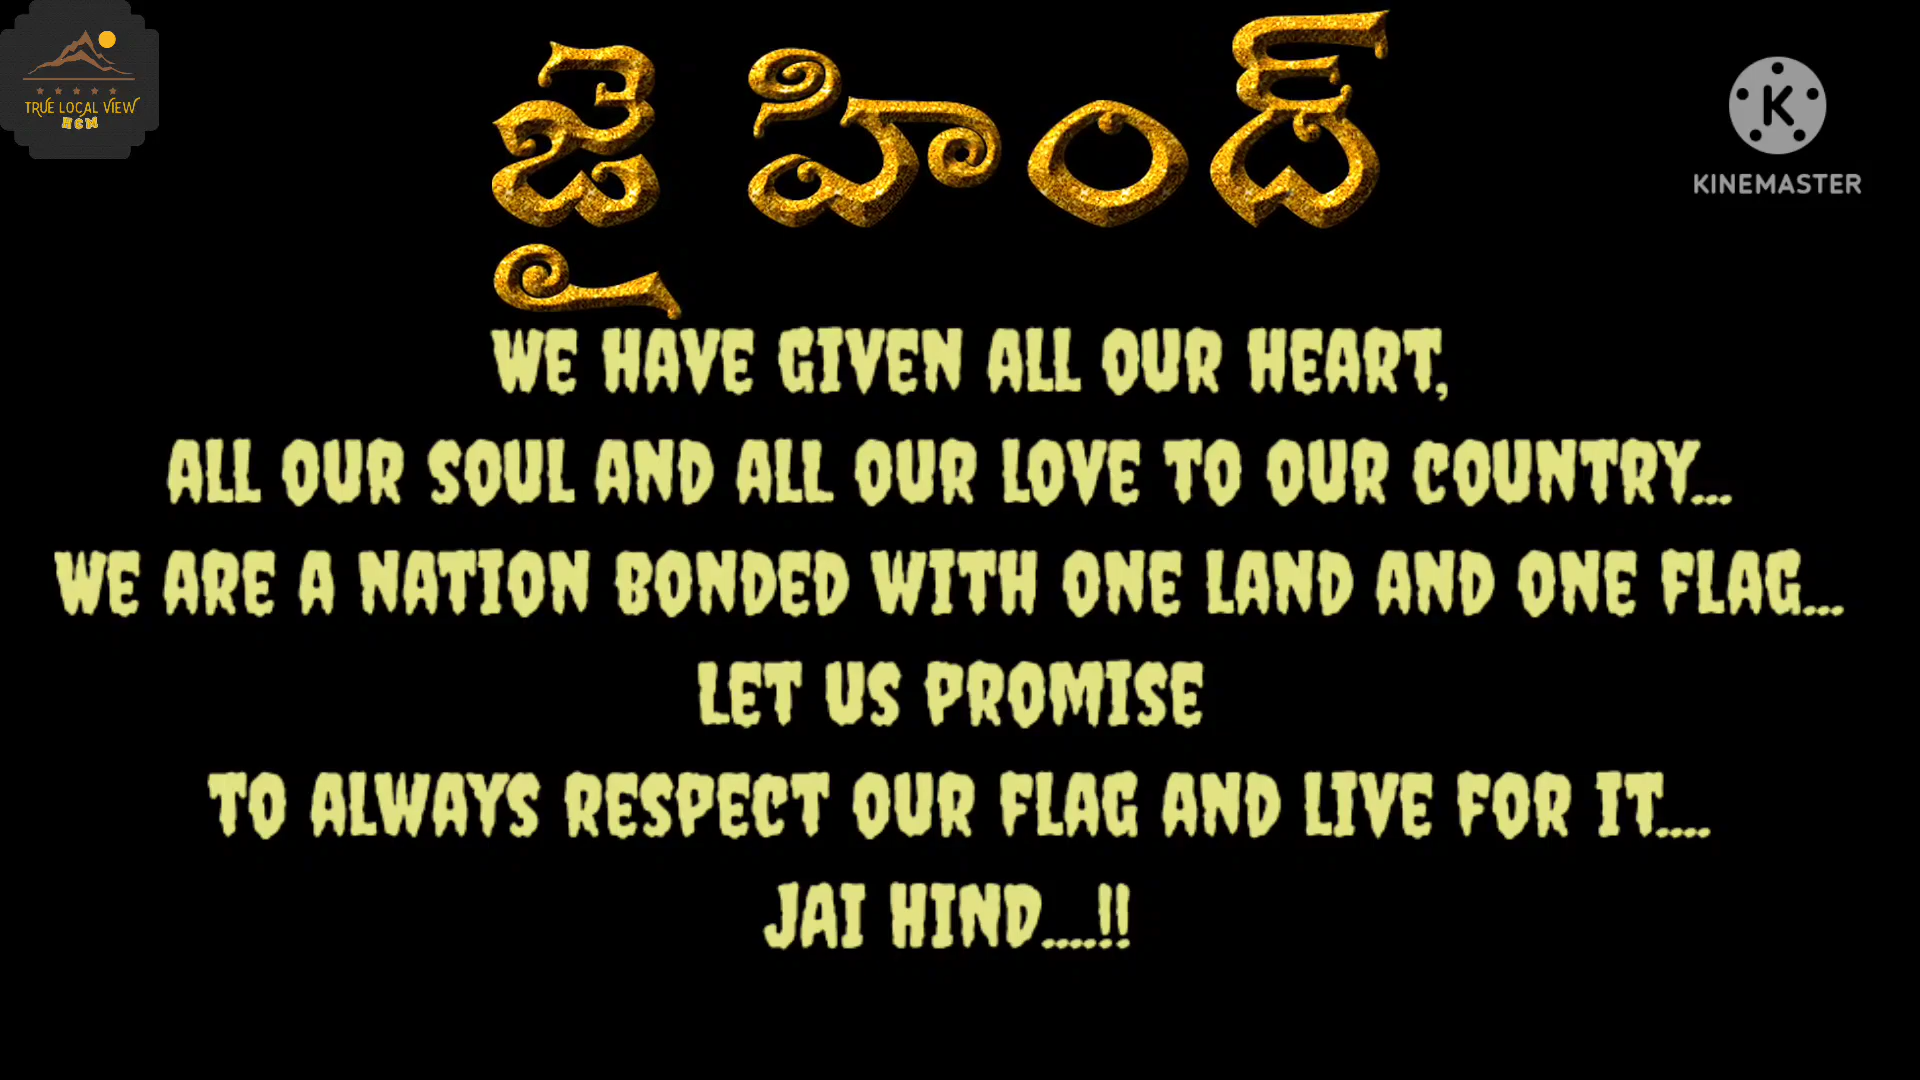 జై హింద్
TRUE LOCAL VIEW
HSM
KINEMASTER
WE HAVE GIVEN ALL OUR HEART,
ALL OUR SOUL AND ALL OUR LOVE TO OUR COUNTRY...
WE ARE A NATION BONDED WITH ONE LAND AND ONE FLAG...
LET US PROMISE
TO ALWAYS RESPECT OUR FLAG AND LIVE FOR IT....
JAI HIND....!!